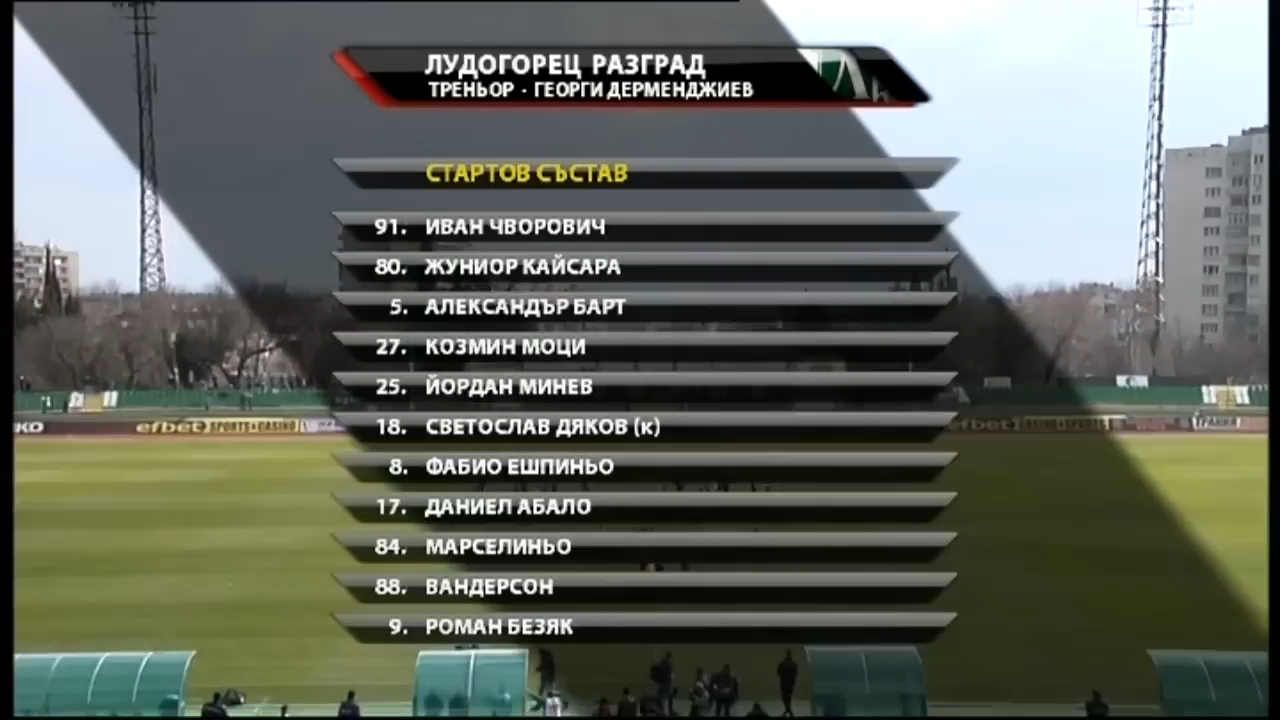 ЛУДОГОРЕЦ РАЗГРАД
ТРЕНЬОР - ГЕОРГИ ДЕРМЕНДЖИЕВ
СТАРТОВ СЪСТАВ
91. ИВАН ЧВОРОВИЧ
80. ЖУНИОР КАЙСАРА
5. АЛЕКСАНДЪР БАРТ
27. КОЗМИН МОЦИ
25. ЙОРДАН МИНЕВ
18. СВЕТОСЛАВ ДЯКОВ (к)
8. ФАБИО ЕШПИНЬО
17. ДАНИЕЛ АБАЛО
84. МАРСЕЛИНЬО
88. ВАНДЕРСОН
9. РОМАН БЕЗЯК
efbet SPORTS & CASINO
efbet